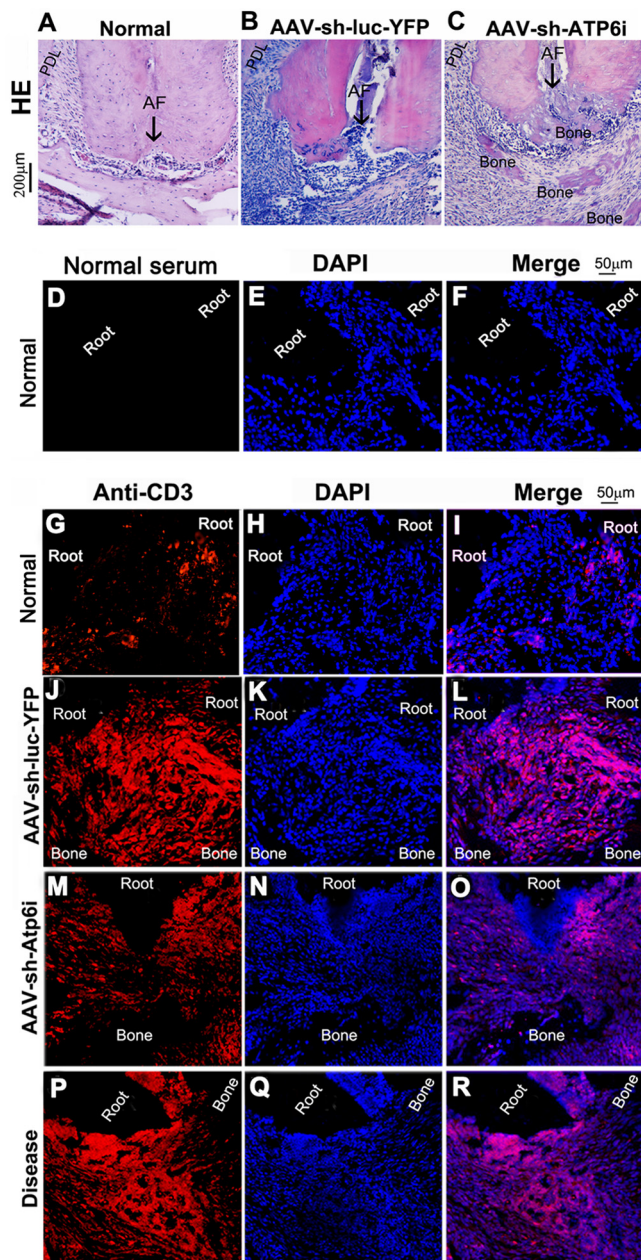 Normal
AAV-sh-luc-YFP
AAV-sh-ATP6i
HE
200μm
A
PDL
AF
B
PDL
AF
C
PDL
AF
Bone
Bone
Bone
Bone
Normal serum
DAPI
Merge
50μm
Normal
D
Root
Root
E
Root
Root
F
Root
Root
Anti-CD3
DAPI
Merge
50μm
Normal
G
Root
Root
H
Root
Root
I
Root
Root
AAV-sh-luc-YFP
J
Root
Root
Bone
Bone
K
Root
Root
Bone
Bone
L
Root
Root
Bone
Bone
AAV-sh-Atp6i
M
Root
Bone
N
Root
Bone
O
Root
Bone
Disease
P
Root
Bone
Q
Root
Bone
R
Root
Bone